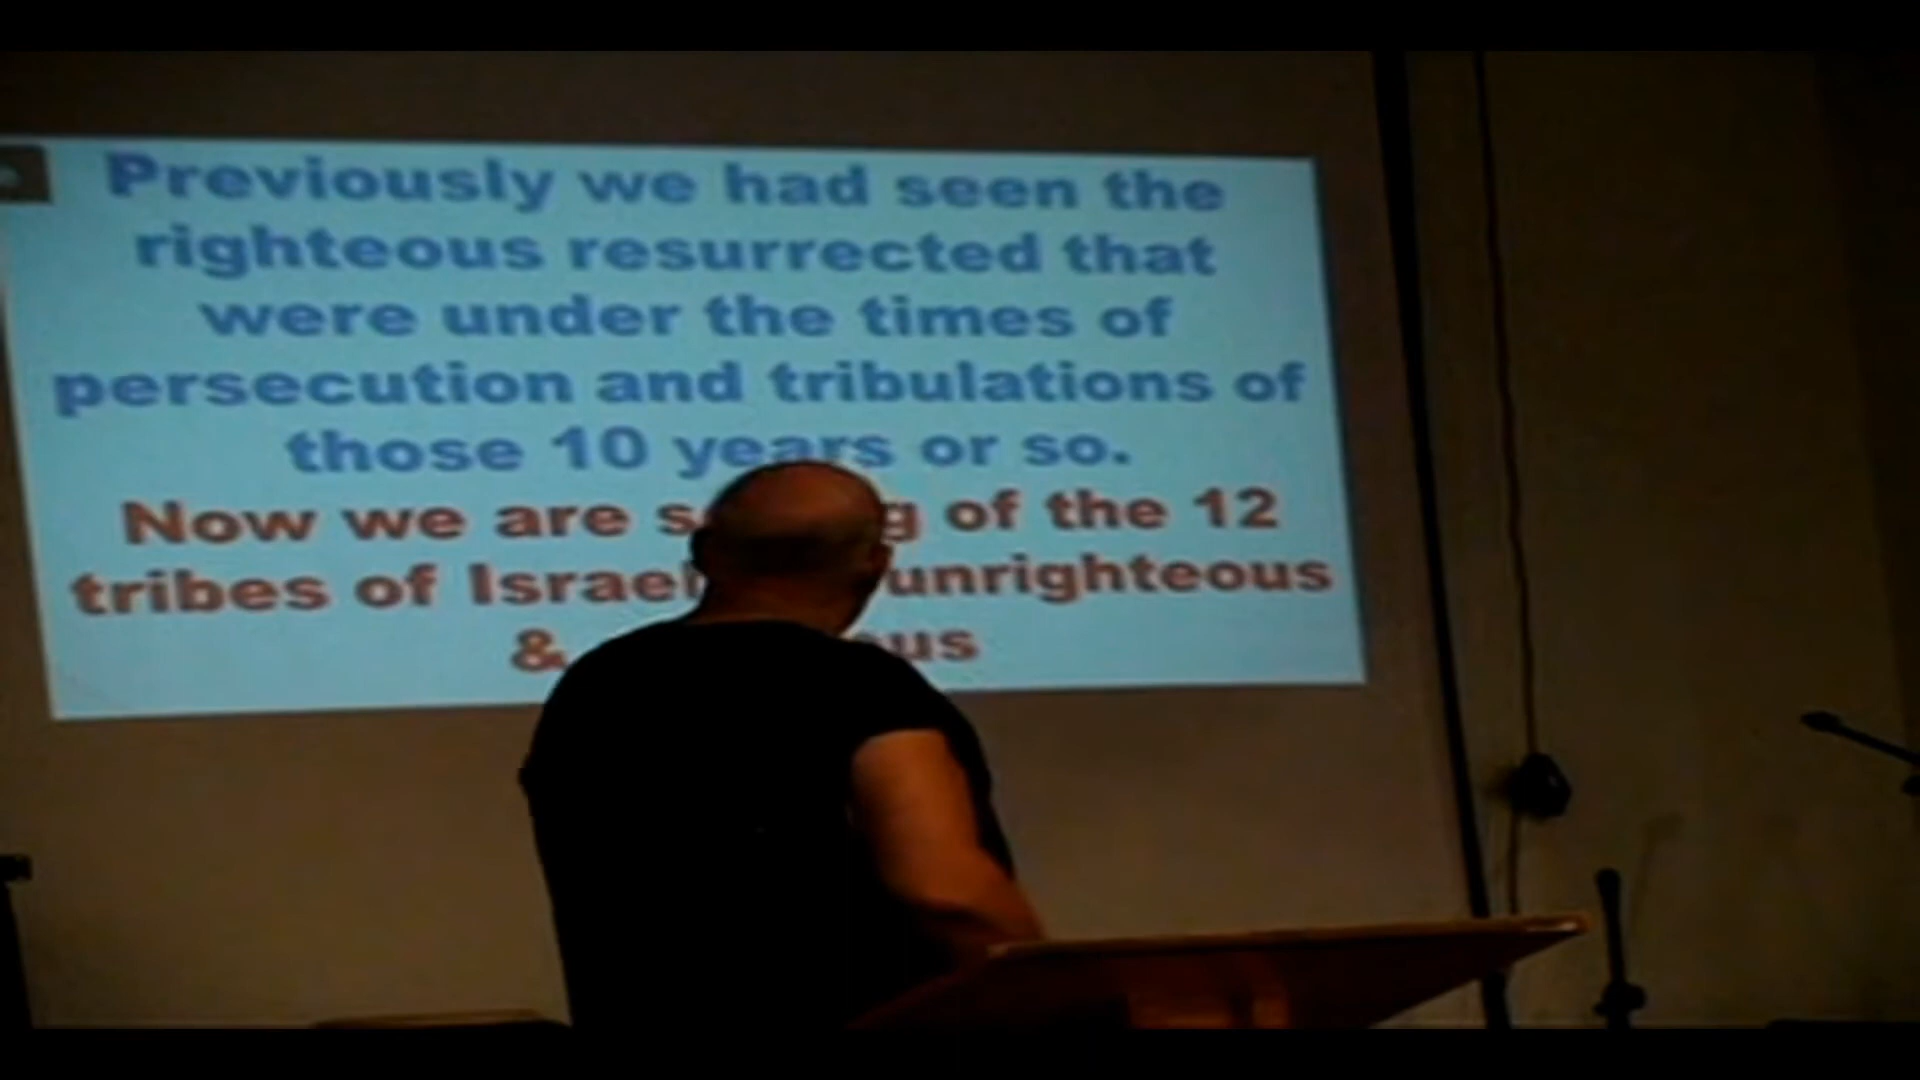 Previously we had seen the
righteous resurrected that
were under the times of
persecution and tribulations of
those 10 years or so.
Now we are of the 12
tribes of Israel unrighteous
&